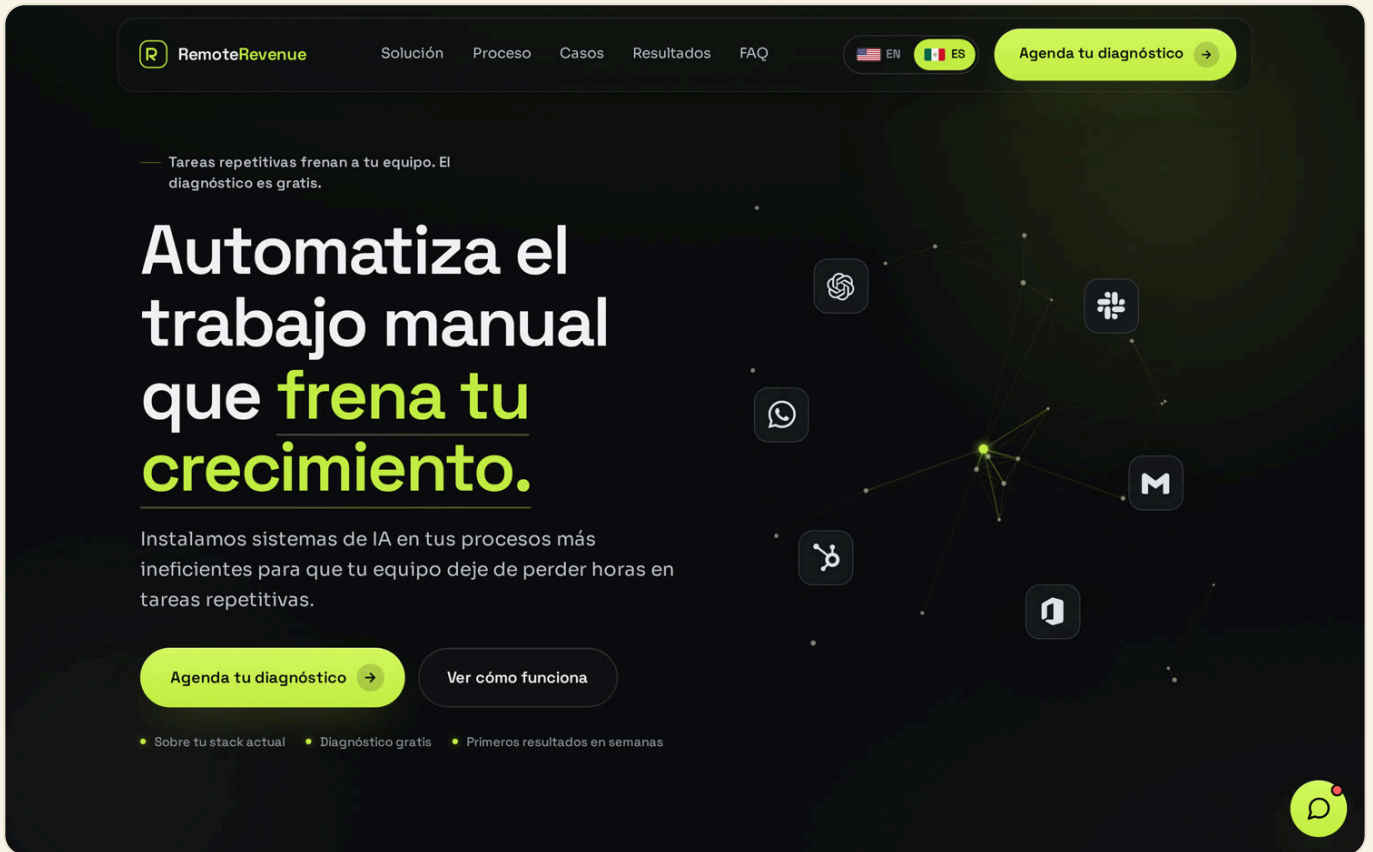 RemoteRevenue
Solución
Proceso
Casos
Resultados
FAQ
EN
ES
Agenda tu diagnóstico
Tareas repetitivas frenan a tu equipo. El
diagnóstico es gratis.
Automatiza el
trabajo manual
que frena tu
crecimiento.
Instalamos sistemas de IA en tus procesos más
ineficientes para que tu equipo deje de perder horas en
tareas repetitivas.
Agenda tu diagnóstico
Ver cómo funciona
Sobre tu stack actual
Diagnóstico gratis
Primeros resultados en semanas